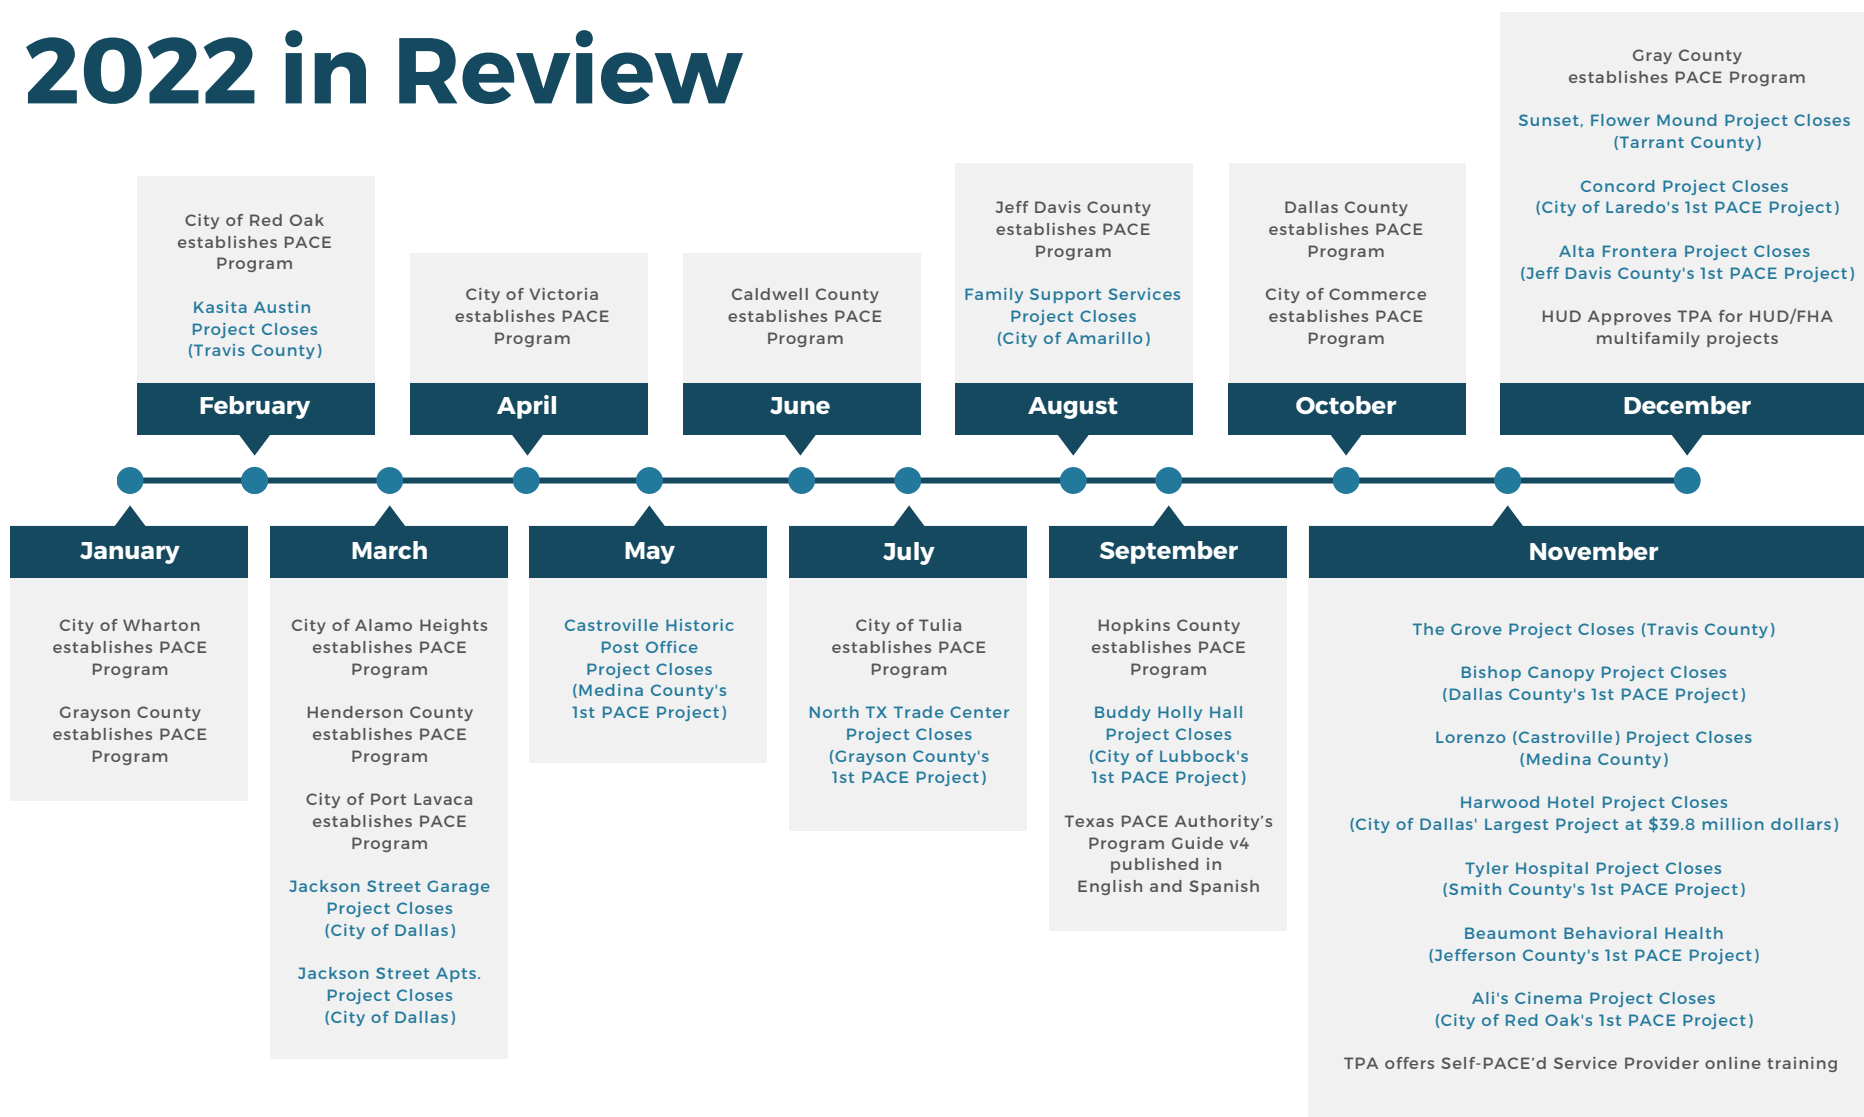 2022 in Review
City of Red Oak
establishes PACE
Program
Kasita Austin
Project Closes
(Travis County)
February
City of Victoria
establishes PACE
Program
April
Caldwell County
establishes PACE
Program
June
Jeff Davis County
establishes PACE
Program
Family Support Services
Project Closes
(City of Amarillo)
August
Dallas County
establishes PACE
Program
City of Commerce
establishes PACE
Program
October
Gray County
establishes PACE Program
Sunset, Flower Mound Project Closes
(Tarrant County)
Concord Project Closes
(City of Laredo's 1st PACE Project)
Alta Frontera Project Closes
(Jeff Davis County's 1st PACE Project)
HUD Approves TPA for HUD/FHA
multifamily projects
December
January
City of Wharton
establishes PACE
Program
Grayson County
establishes PACE
Program
March
City of Alamo Heights
establishes PACE
Program
Henderson County
establishes PACE
Program
City of Port Lavaca
establishes PACE
Program
Jackson Street Garage
Project Closes
(City of Dallas)
Jackson Street Apts.
Project Closes
(City of Dallas)
May
Castroville Historic
Post Office
Project Closes
(Medina County's
1st PACE Project)
July
City of Tulia
establishes PACE
Program
North TX Trade Center
Project Closes
(Grayson County's
1st PACE Project)
September
Hopkins County
establishes PACE
Program
Buddy Holly Hall
Project Closes
(City of Lubbock's
1st PACE Project)
Texas PACE Authority’s
Program Guide v4
published in
English and Spanish
November
The Grove Project Closes (Travis County)
Bishop Canopy Project Closes
(Dallas County's 1st PACE Project)
Lorenzo (Castroville) Project Closes
(Medina County)
Harwood Hotel Project Closes
(City of Dallas' Largest Project at $39.8 million dollars)
Tyler Hospital Project Closes
(Smith County's 1st PACE Project)
Beaumont Behavioral Health
(Jefferson County's 1st PACE Project)
Ali's Cinema Project Closes
(City of Red Oak's 1st PACE Project)
TPA offers Self-PACE’d Service Provider online training